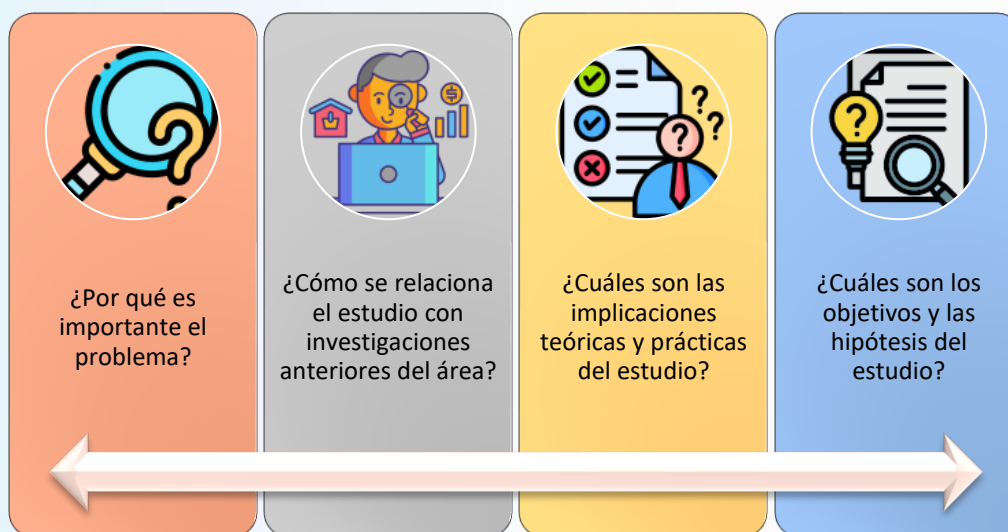 ¿Por qué es
importante el
problema?
¿Cómo se relaciona
el estudio con
investigaciones
anteriores del área?
¿Cuáles son las
implicaciones
teóricas y prácticas
del estudio?
¿Cuáles son los
objetivos y las
hipótesis del
estudio?